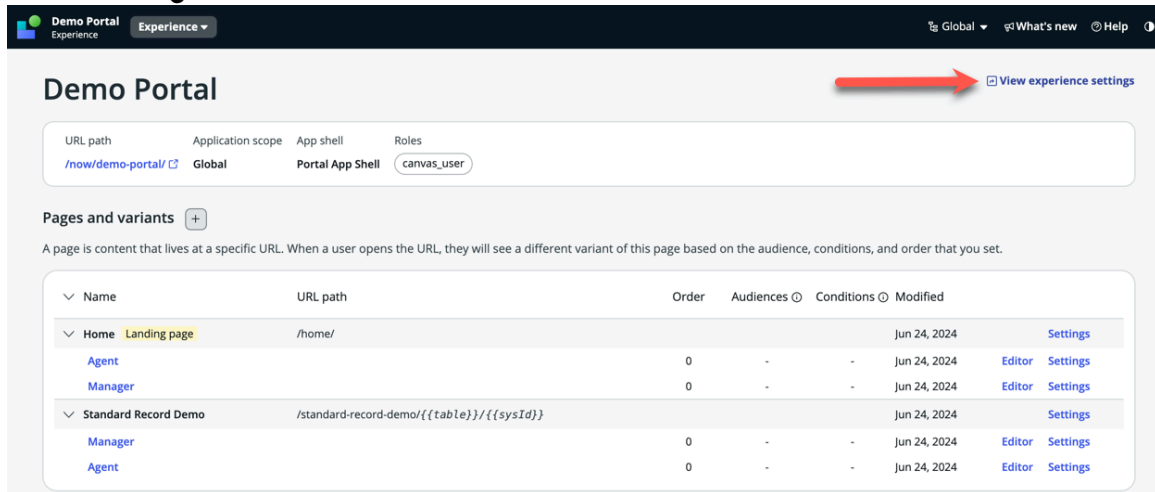 Demo Portal
Experience
Experience
Global
What's new
Help
Demo Portal
View experience settings
URL path Application scope App shell Roles
/now/demo-portal/ Global Portal App Shell canvas_user
Pages and variants +
A page is content that lives at a specific URL. When a user opens the URL, they will see a different variant of this page based on the audience, conditions, and order that you set.
Name URL path Order Audiences Conditions Modified
Home Landing page /home/ Jun 24, 2024 Settings
Agent 0 - - Jun 24, 2024 Editor Settings
Manager 0 - - Jun 24, 2024 Editor Settings
Standard Record Demo /standard-record-demo/{{table}}/{{sysId}} Jun 24, 2024 Settings
Manager 0 - - Jun 24, 2024 Editor Settings
Agent 0 - - Jun 24, 2024 Editor Settings